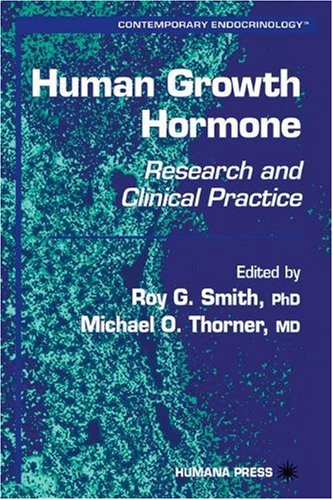 CONTEMPORARY ENDOCRINOLOGY™
Human Growth
Hormone
Research and
Clinical Practice
Edited by
Roy G. Smith, PhD
Michael O. Thorner, MD
HUMANA PRESS